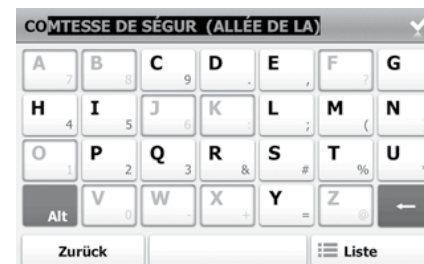 COMTESSE DE SÉGUR (ALLÉE DE LA)
A 7 B 8 C 9 D . E , F ? G
H 4 I 5 J 6 K : L ; M ( N
O 1 P 2 Q 3 R & S # T % U
Alt V 0 W - X + Y = Z @
Zurück Liste